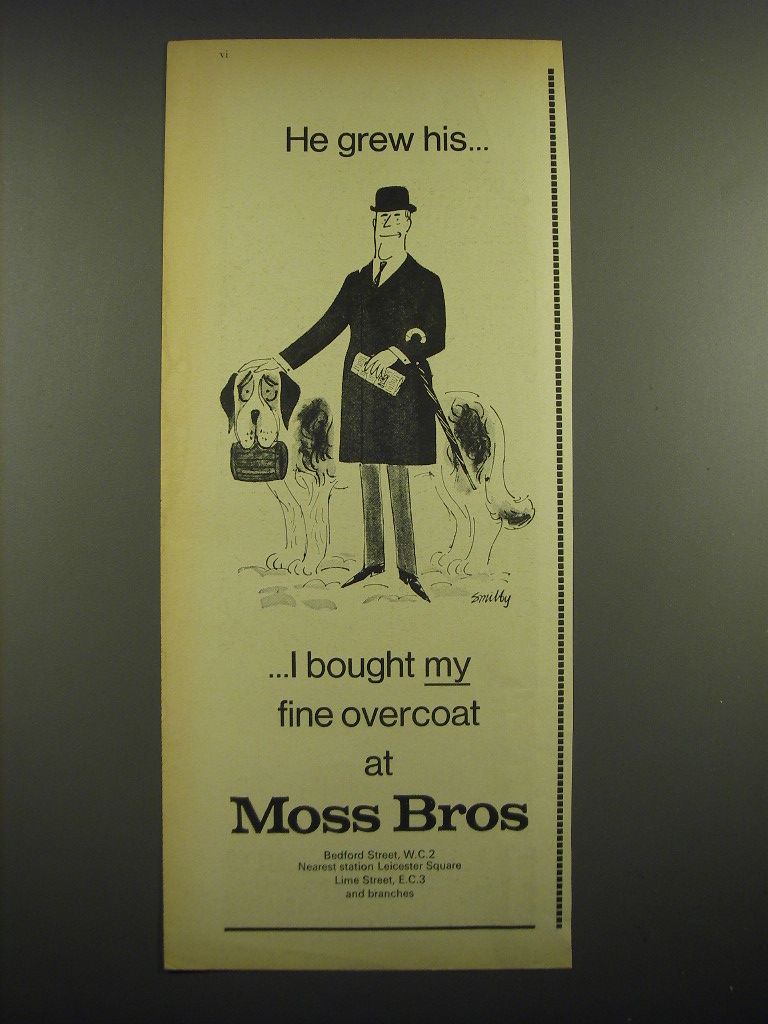 vi
He grew his...
Smilby
...I bought my
fine overcoat
at
Moss Bros
Bedford Street, W.C.2
Nearest station Leicester Square
Lime Street, E.C.3
and branches